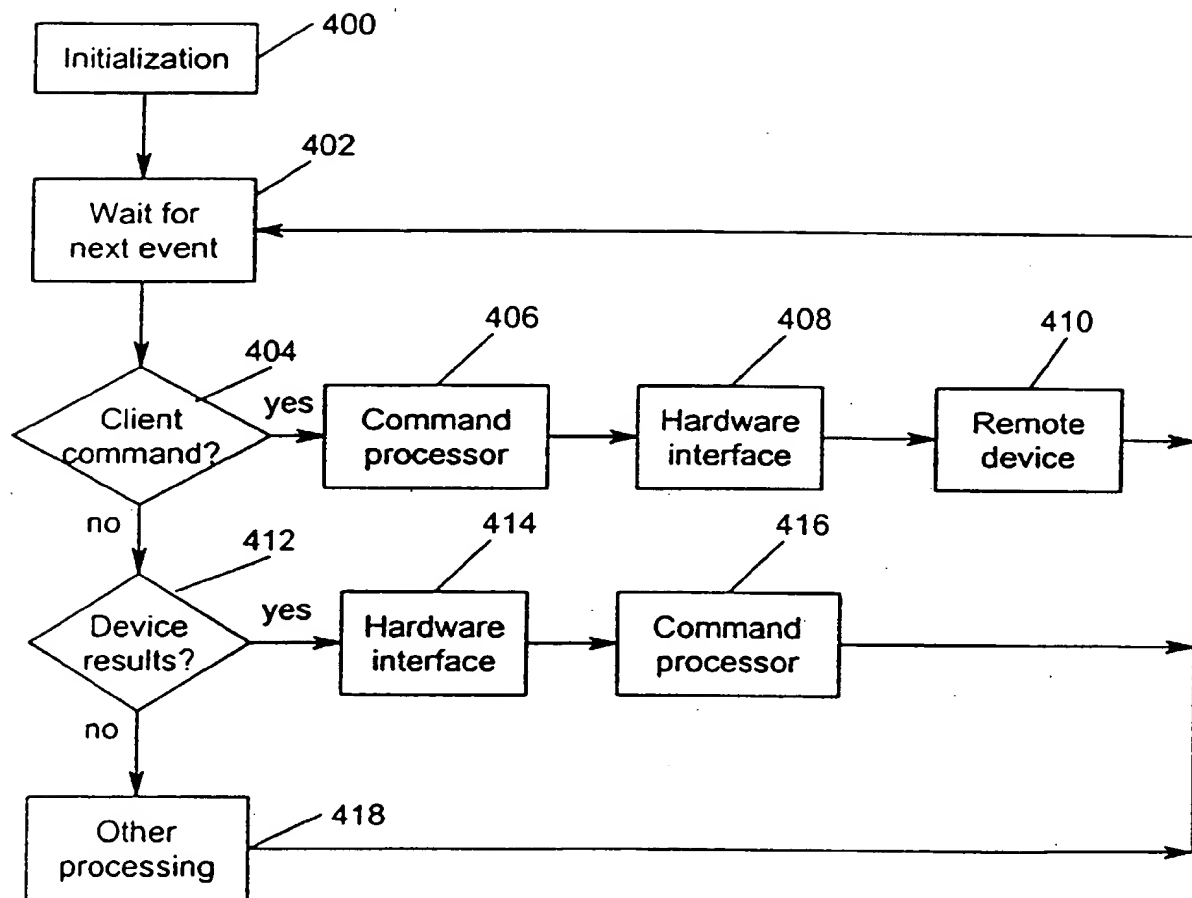 400
Initialization
402
Wait for
next event
404
Client
command?
yes
406
Command
processor
408
Hardware
interface
410
Remote
device
no
412
Device
results?
yes
414
Hardware
interface
416
Command
processor
no
Other
processing
418